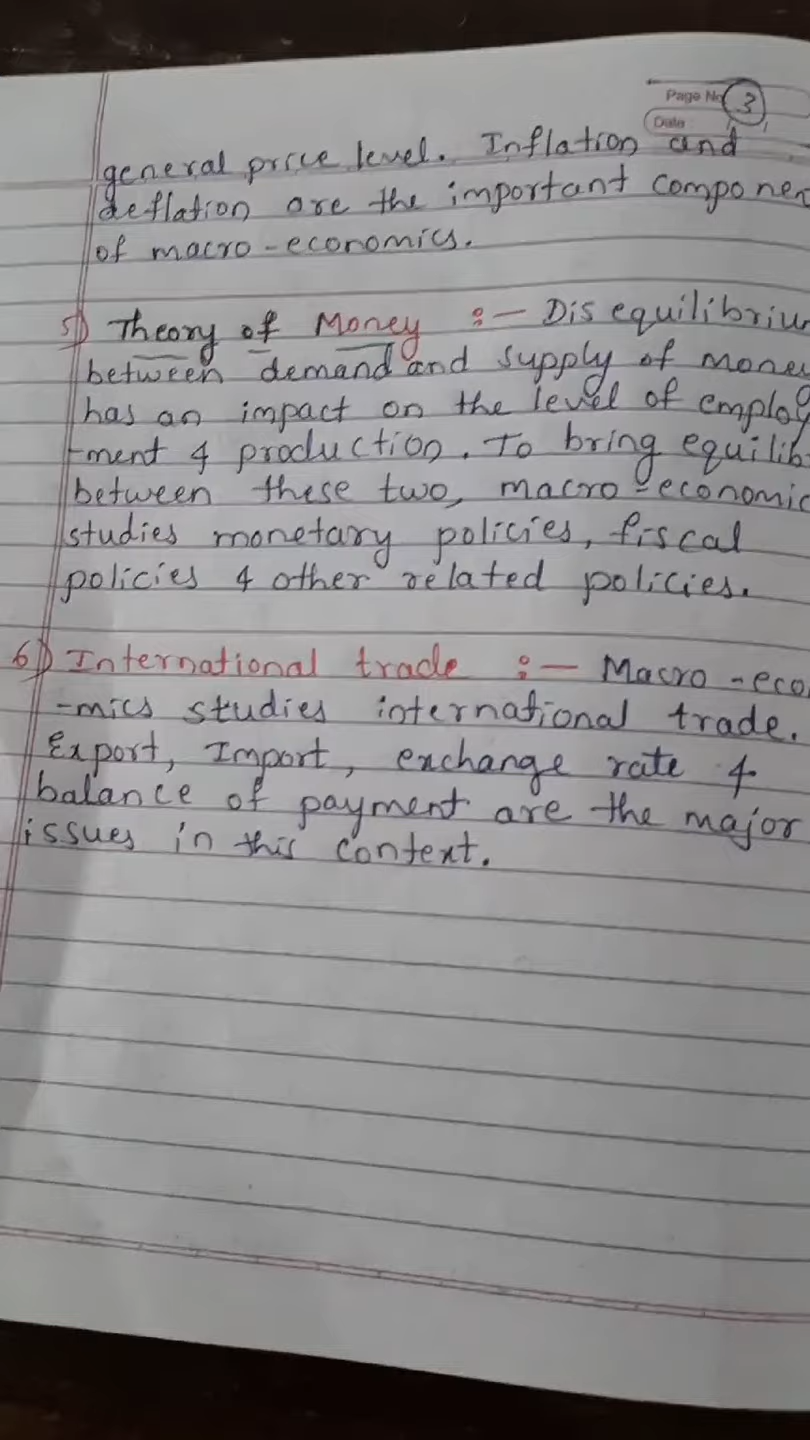 Page No 3
Date
general price level. Inflation and
deflation are the important componen
of macro-economics.
5) Theory of Money :- Disequilibrium
between demand and supply of money
has an impact on the level of employ
-ment & production. To bring equilib-
between these two, macro-economic
studies monetary policies, fiscal
policies & other related policies.
6) International trade :- Macro-eco
-mics studies international trade.
Export, Import, exchange rate &
balance of payment are the major
issues in this context.